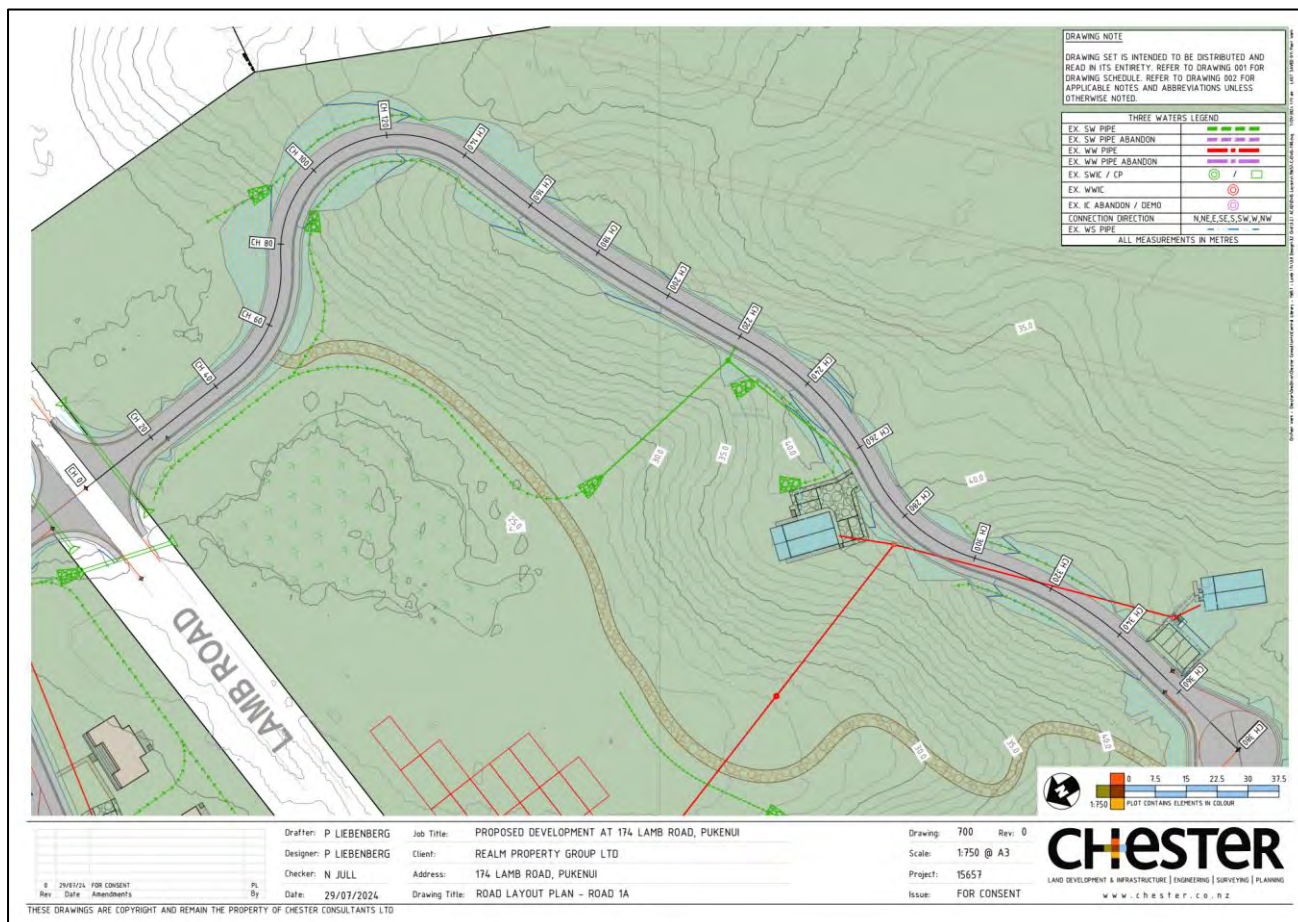 DRAWING NOTE
DRAWING SET IS INTENDED TO BE DISTRIBUTED AND
READ IN ITS ENTIRETY. REFER TO DRAWING 001 FOR
DRAWING SCHEDULE. REFER TO DRAWING 002 FOR
APPLICABLE NOTES AND ABBREVIATIONS UNLESS
OTHERWISE NOTED.
THREE WATERS LEGEND
EX. SW PIPE
EX. SW PIPE ABANDON
EX. WW PIPE
EX. WW PIPE ABANDON
EX. SWIC / CP /
EX. WWIC
EX. IC ABANDON / DEMO
CONNECTION DIRECTION N,NE,E,SE,S,SW,W,NW
EX. WS PIPE
ALL MEASUREMENTS IN METRES
CH 0
CH 20
CH 40
CH 60
CH 80
CH 100
CH 120
CH 140
CH 160
CH 180
CH 200
CH 220
CH 240
CH 260
CH 280
CH 300
CH 320
CH 340
CH 360
CH 380
35.0
30.0
35.0
40.0
40.0
25.0
30.0
35.0
40.0
LAMB ROAD
N
1:750
0 7.5 15 22.5 30 37.5
PLOT CONTAINS ELEMENTS IN COLOUR
0 29/07/24 FOR CONSENT PL
Rev Date Amendments By
Drafter: P LIEBENBERG
Designer: P LIEBENBERG
Checker: N JULL
Date: 29/07/2024
Job Title: PROPOSED DEVELOPMENT AT 174 LAMB ROAD, PUKENUI
Client: REALM PROPERTY GROUP LTD
Address: 174 LAMB ROAD, PUKENUI
Drawing Title: ROAD LAYOUT PLAN - ROAD 1A
Drawing: 700 Rev: 0
Scale: 1:750 @ A3
Project: 15657
Issue: FOR CONSENT
CHESTER
LAND DEVELOPMENT & INFRASTRUCTURE | ENGINEERING | SURVEYING | PLANNING
www.chester.co.nz
THESE DRAWINGS ARE COPYRIGHT AND REMAIN THE PROPERTY OF CHESTER CONSULTANTS LTD